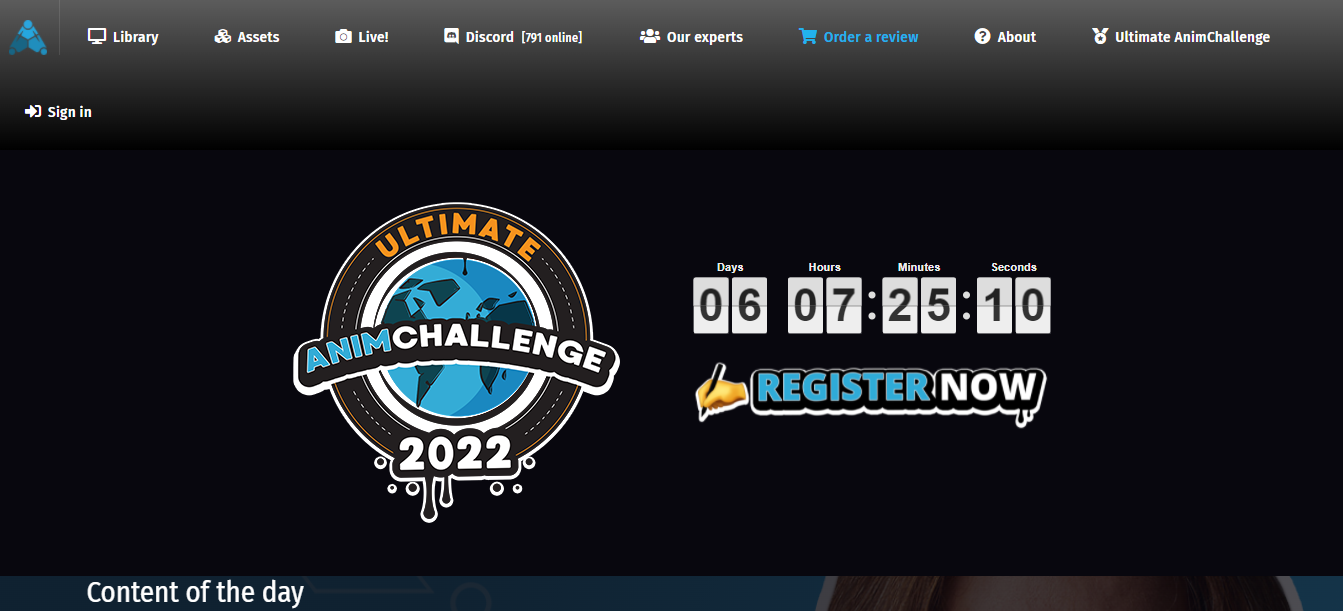 Library
Assets
Live!
Discord [791 online]
Our experts
Order a review
About
Ultimate AnimChallenge
Sign in
ULTIMATE
ANIMCHALLENGE
2022
Days Hours Minutes Seconds
06 07:25:10
REGISTER NOW
Content of the day